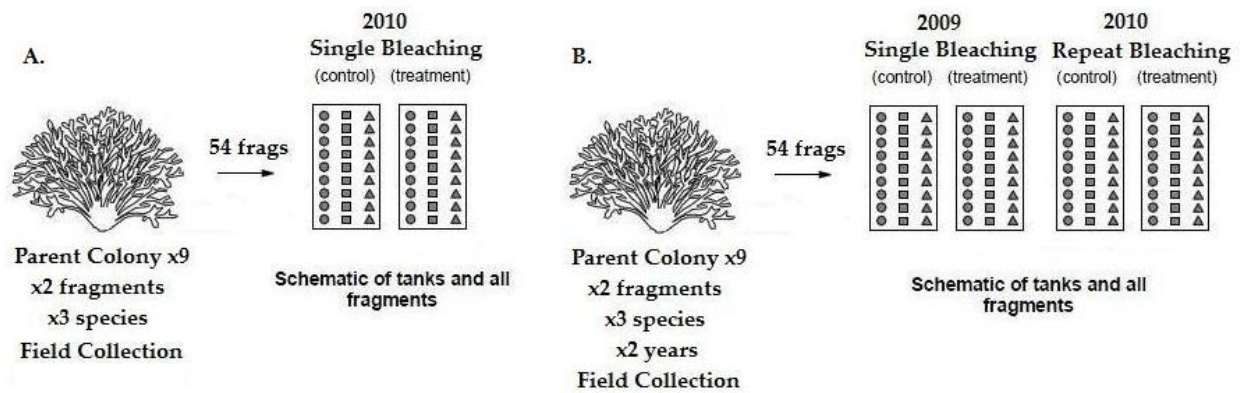 A.
2010
Single Bleaching
(control) (treatment)
54 frags
Parent Colony x9
x2 fragments
x3 species
Field Collection
Schematic of tanks and all
fragments
B.
2009
Single Bleaching
(control) (treatment)
2010
Repeat Bleaching
(control) (treatment)
54 frags
Parent Colony x9
x2 fragments
x3 species
x2 years
Field Collection
Schematic of tanks and all
fragments